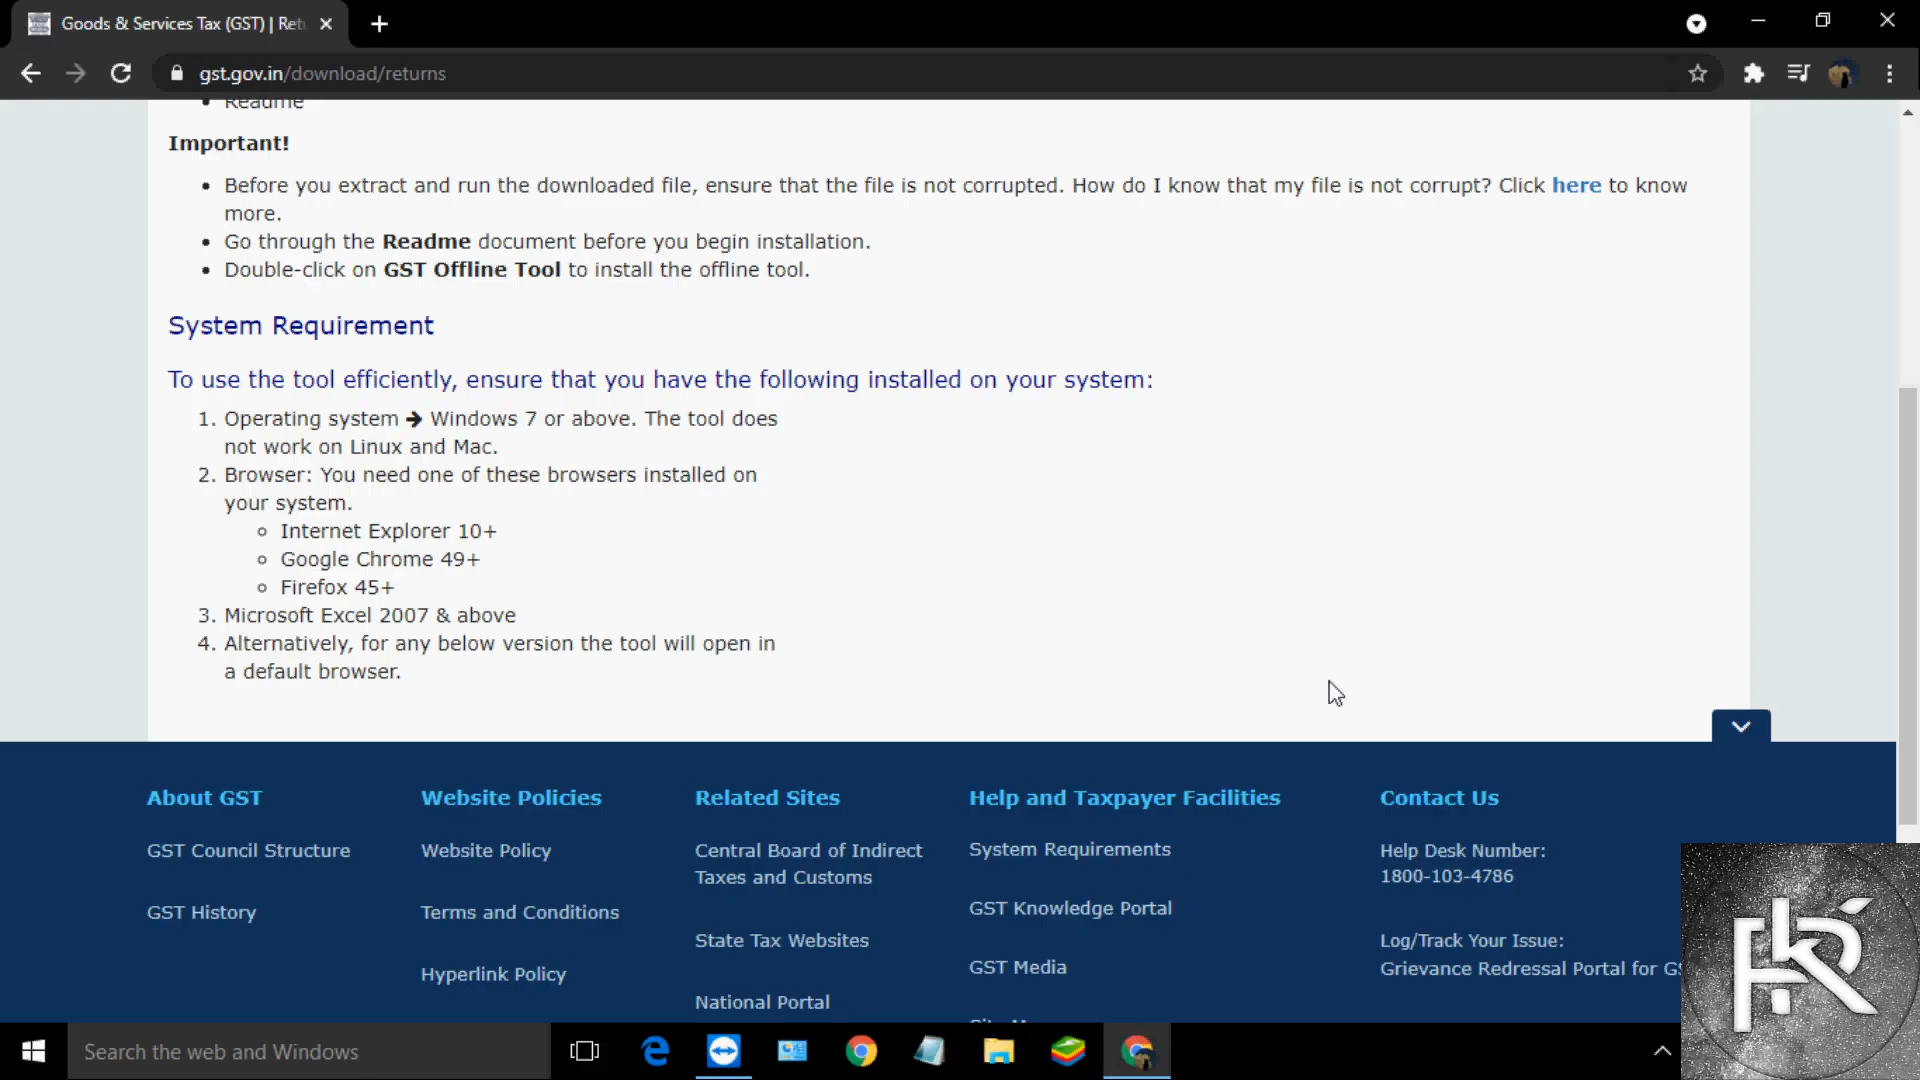 Goods & Services Tax (GST) | Ret
gst.gov.in/download/returns
Readme
Important!
Before you extract and run the downloaded file, ensure that the file is not corrupted. How do I know that my file is not corrupt? Click here to know
more.
Go through the Readme document before you begin installation.
Double-click on GST Offline Tool to install the offline tool.
System Requirement
To use the tool efficiently, ensure that you have the following installed on your system:
1. Operating system ➔ Windows 7 or above. The tool does
not work on Linux and Mac.
2. Browser: You need one of these browsers installed on
your system.
Internet Explorer 10+
Google Chrome 49+
Firefox 45+
3. Microsoft Excel 2007 & above
4. Alternatively, for any below version the tool will open in
a default browser.
About GST
GST Council Structure
GST History
Website Policies
Website Policy
Terms and Conditions
Hyperlink Policy
Related Sites
Central Board of Indirect
Taxes and Customs
State Tax Websites
National Portal
Help and Taxpayer Facilities
System Requirements
GST Knowledge Portal
GST Media
Contact Us
Help Desk Number:
1800-103-4786
Log/Track Your Issue:
Grievance Redressal Portal for
Search the web and Windows